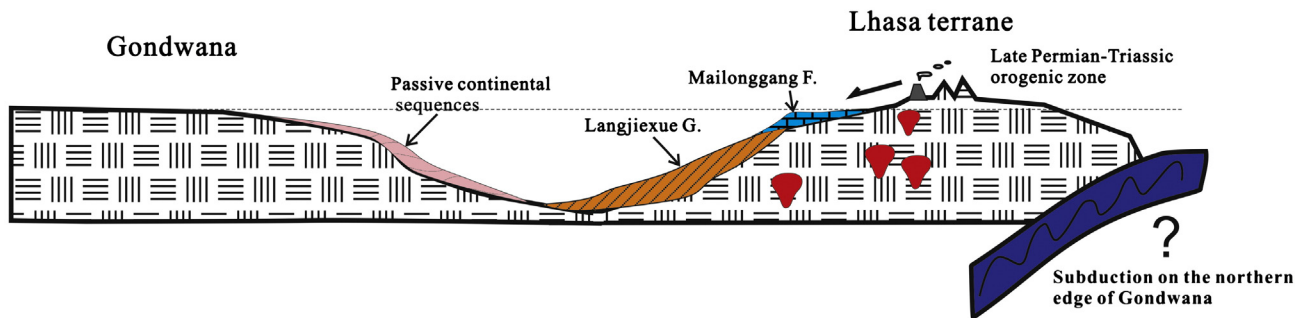 Gondwana
Lhasa terrane
Passive continental
sequences
Mailonggang F.
Langjiexue G.
Late Permian-Triassic
orogenic zone
?
Subduction on the northern
edge of Gondwana